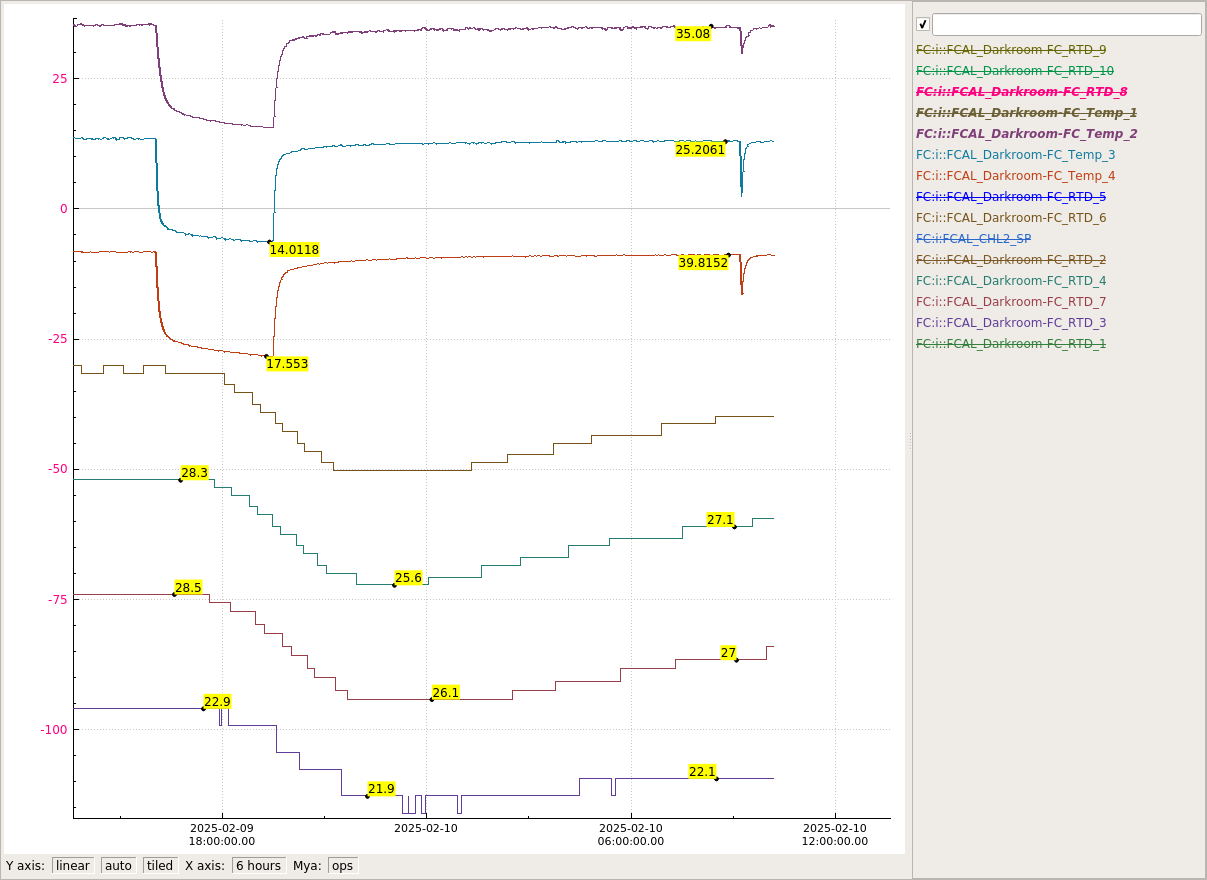 35.08
25
FC:i::FCAL_Darkroom-FC_RTD_9
FC:i::FCAL_Darkroom-FC_RTD_10
FC:i::FCAL_Darkroom-FC_RTD_8
FC:i::FCAL_Darkroom-FC_Temp_1
FC:i::FCAL_Darkroom-FC_Temp_2
FC:i::FCAL_Darkroom-FC_Temp_3
FC:i::FCAL_Darkroom-FC_Temp_4
FC:i::FCAL_Darkroom-FC_RTD_5
FC:i::FCAL_Darkroom-FC_RTD_6
FC:i::FCAL_CHL2_SP
FC:i::FCAL_Darkroom-FC_RTD_2
FC:i::FCAL_Darkroom-FC_RTD_4
FC:i::FCAL_Darkroom-FC_RTD_7
FC:i::FCAL_Darkroom-FC_RTD_3
FC:i::FCAL_Darkroom-FC_RTD_1
25.2061
0
14.0118
39.8152
-25
17.553
-50
28.3
27.1
25.6
28.5
-75
27
26.1
22.9
-100
22.1
21.9
2025-02-09
18:00:00.00
2025-02-10
2025-02-10
06:00:00.00
2025-02-10
12:00:00.00
Y axis: linear auto tiled X axis: 6 hours Mya: ops